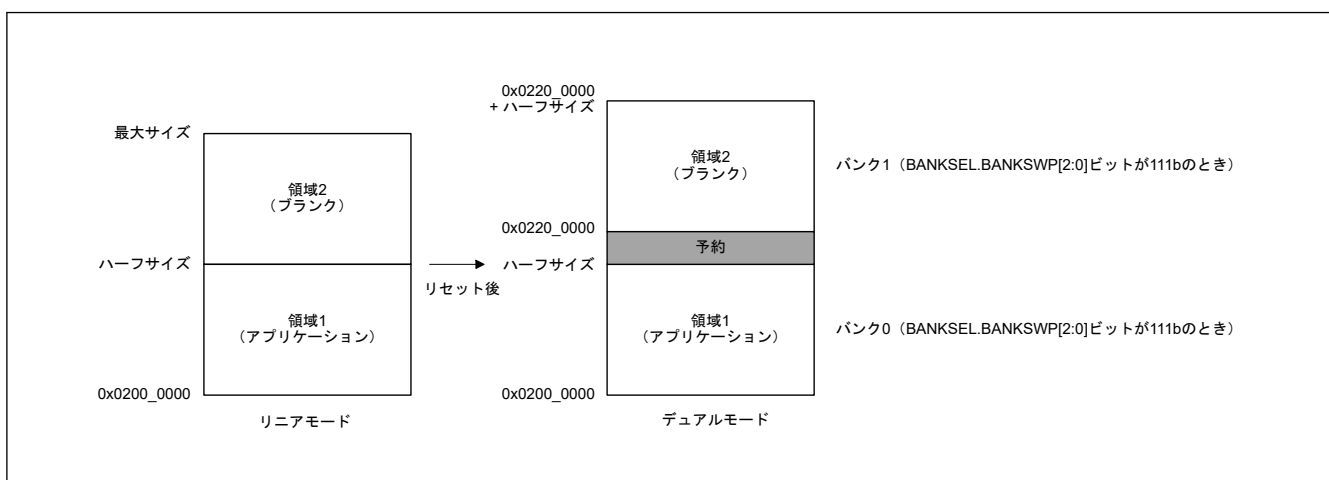 最大サイズ
領域2
（ブランク）
ハーフサイズ
領域1
（アプリケーション）
0x0200_0000
リニアモード
リセット後
0x0220_0000
+ ハーフサイズ
領域2
（ブランク）
バンク1（BANKSEL.BANKSWP[2:0]ビットが111bのとき）
0x0220_0000
予約
ハーフサイズ
領域1
（アプリケーション）
バンク0（BANKSEL.BANKSWP[2:0]ビットが111bのとき）
0x0200_0000
デュアルモード